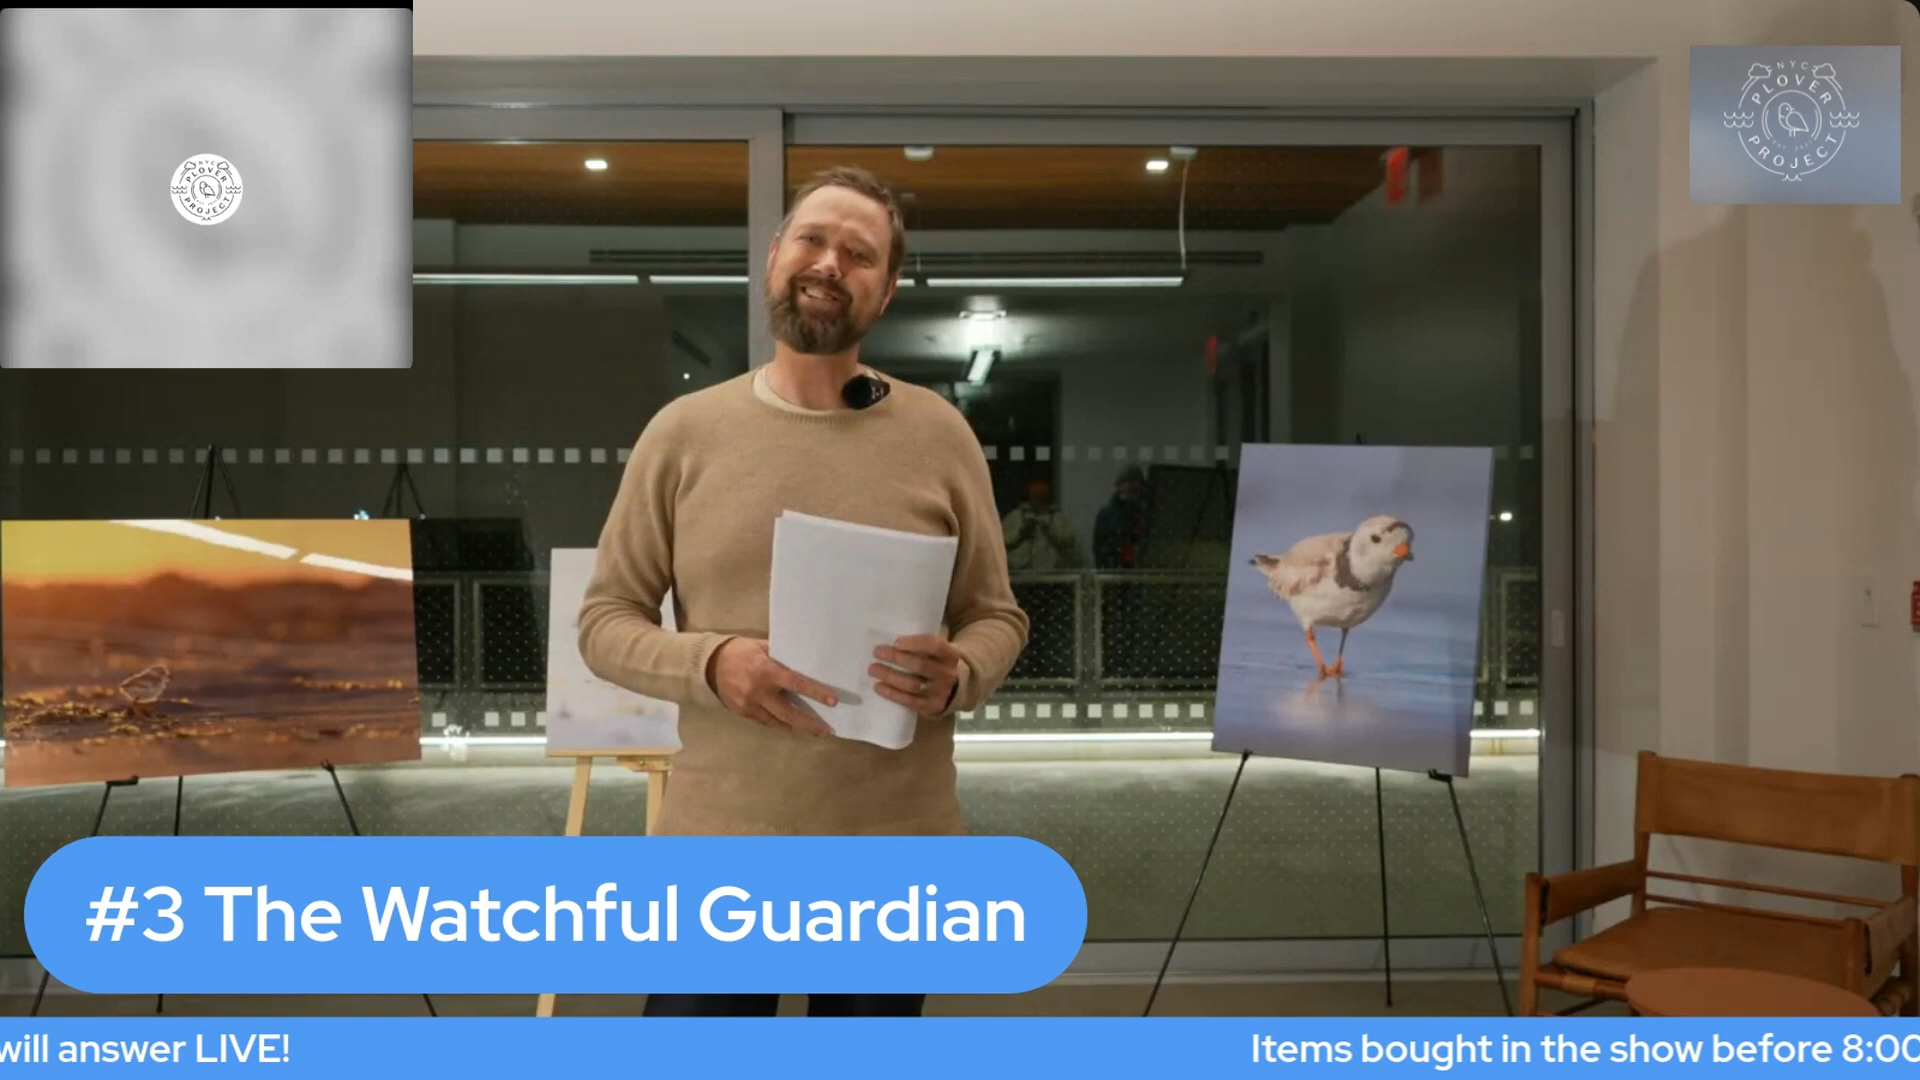 NYC
PLOVER
PROJECT
NYC
PLOVER
PROJECT
#3 The Watchful Guardian
will answer LIVE!
Items bought in the show before 8:00